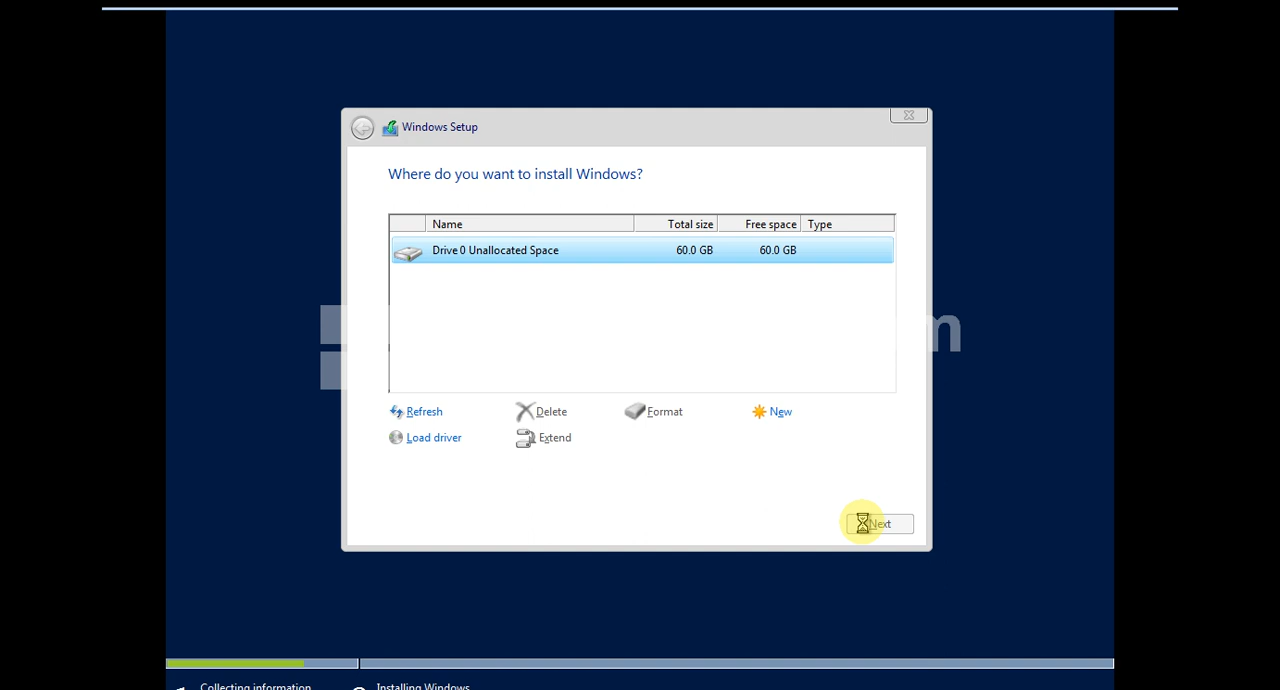 Windows Setup
Where do you want to install Windows?
Name Total size Free space Type
Drive 0 Unallocated Space 60.0 GB 60.0 GB
Refresh Delete Format New
Load driver Extend
Next
Collecting information Installing Windows